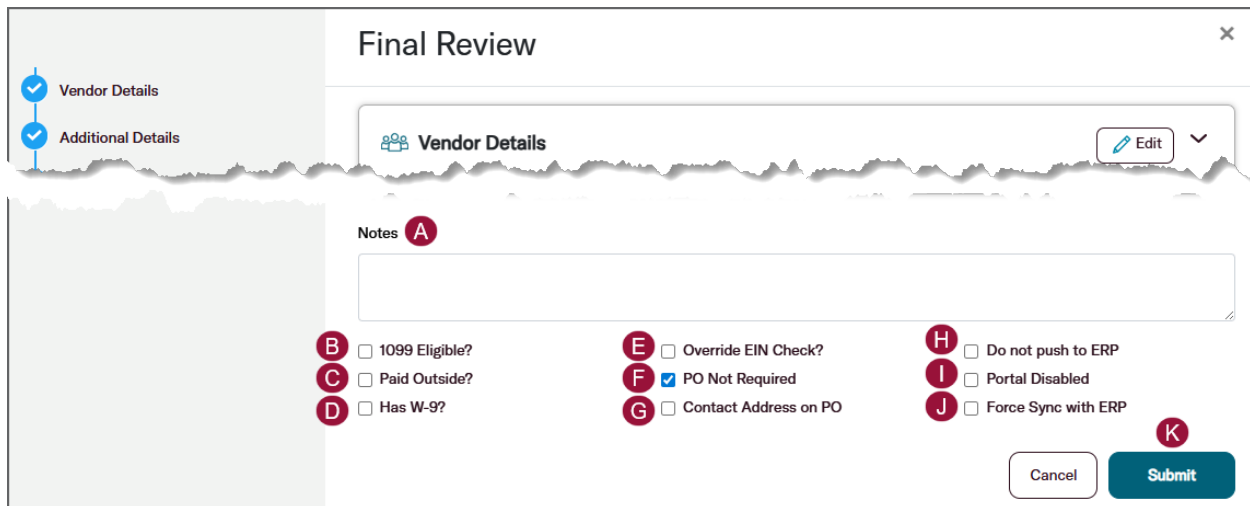 Final Review
×
Vendor Details
Additional Details
Vendor Details
Edit
Notes A
B 1099 Eligible?
E Override EIN Check?
H Do not push to ERP
C Paid Outside?
F PO Not Required
I Portal Disabled
D Has W-9?
G Contact Address on PO
J Force Sync with ERP
K
Cancel
Submit